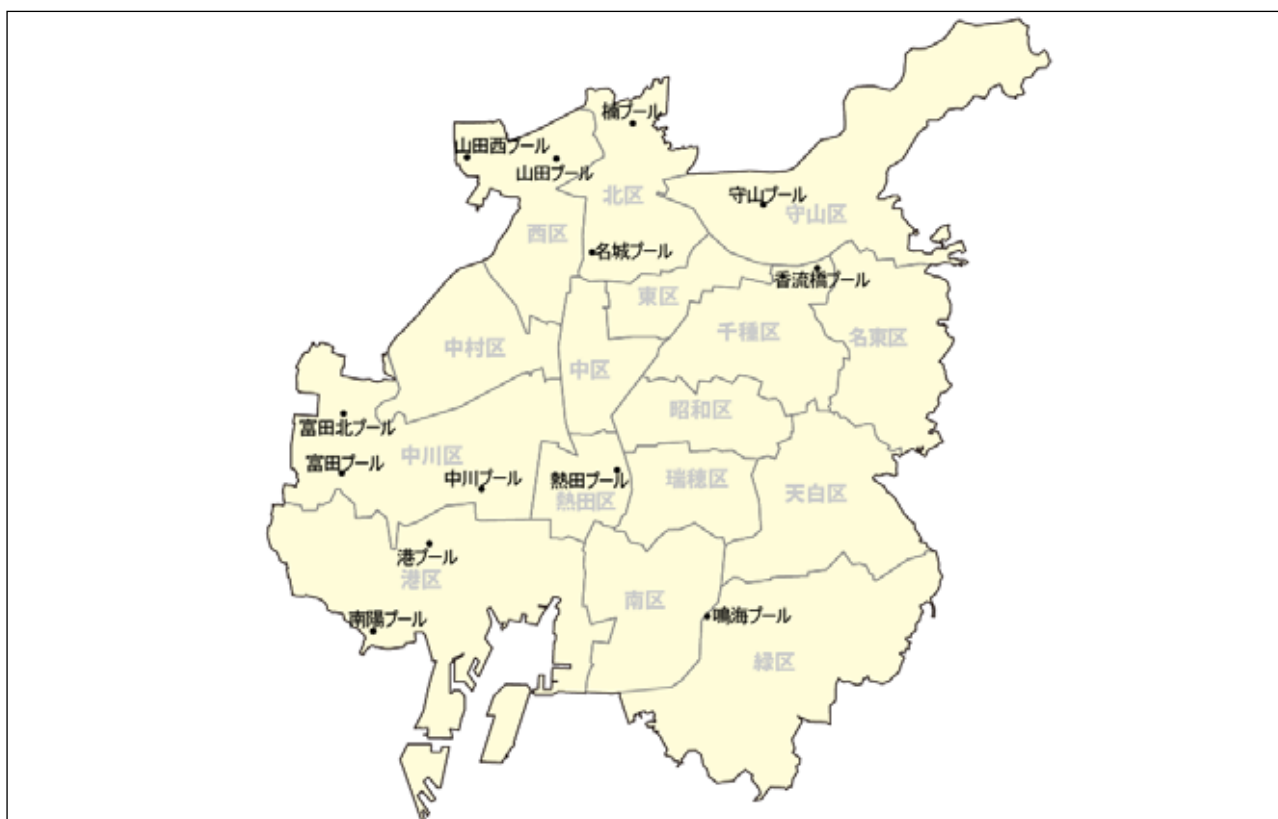 楠プール
山田西プール
山田プール
北区
守山プール
守山区
西区
名城プール
香流橋プール
東区
千種区
名東区
中村区
中区
昭和区
富田北プール
中川区
富田プール
中川プール
熱田プール
熱田区
瑞穂区
天白区
港プール
港区
南区
南陽プール
鳴海プール
緑区